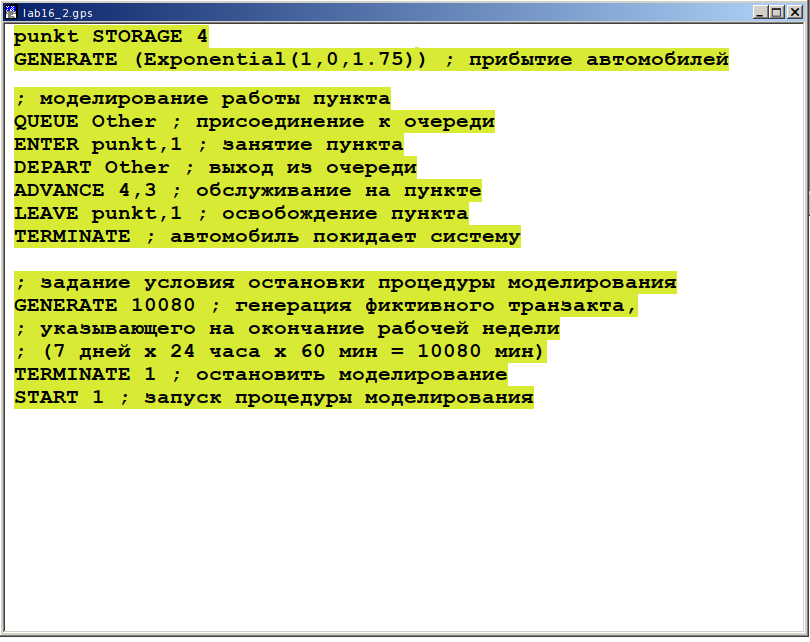 lab16_2.gps
punkt STORAGE 4
GENERATE (Exponential(1,0,1.75)) ; прибытие автомобилей
; моделирование работы пункта
QUEUE Other ; присоединение к очереди
ENTER punkt,1 ; занятие пункта
DEPART Other ; выход из очереди
ADVANCE 4,3 ; обслуживание на пункте
LEAVE punkt,1 ; освобождение пункта
TERMINATE ; автомобиль покидает систему
; задание условия остановки процедуры моделирования
GENERATE 10080 ; генерация фиктивного транзакта,
; указывающего на окончание рабочей недели
; (7 дней x 24 часа x 60 мин = 10080 мин)
TERMINATE 1 ; остановить моделирование
START 1 ; запуск процедуры моделирования